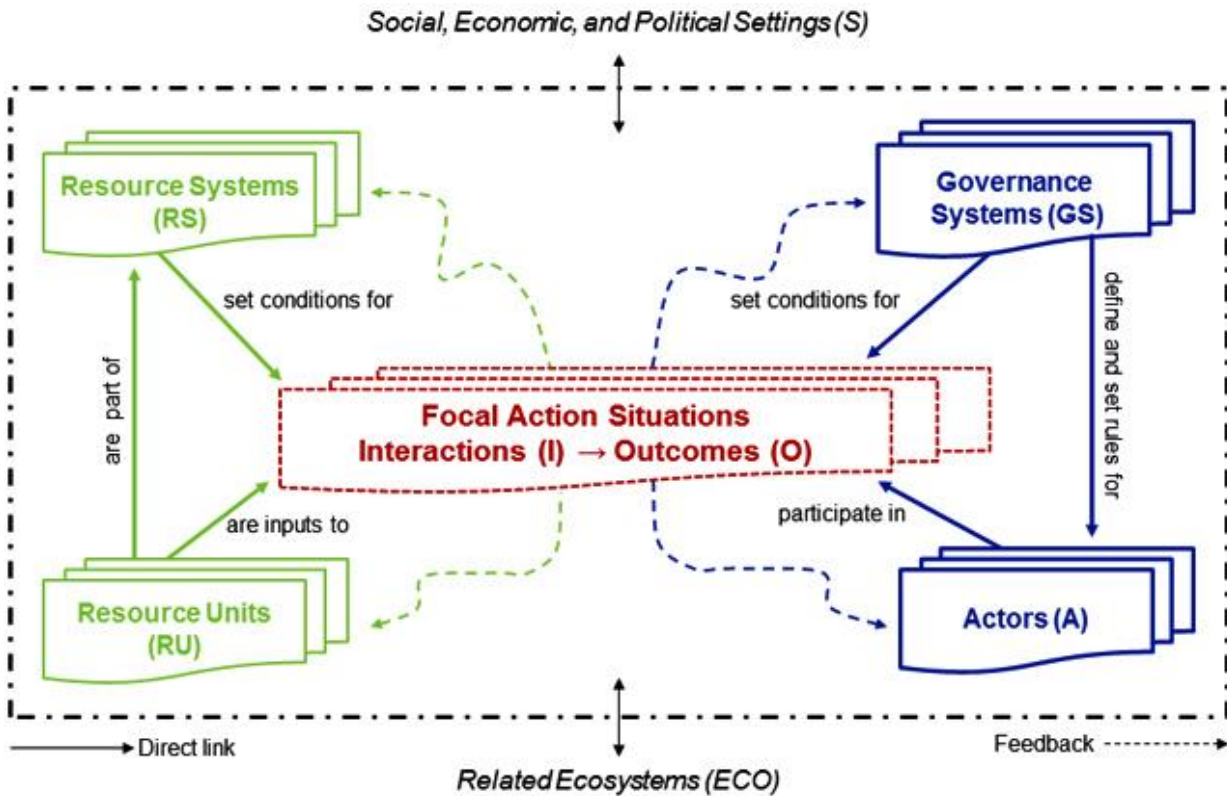 Social, Economic, and Political Settings (S)
Resource Systems
(RS)
Governance
Systems (GS)
set conditions for
set conditions for
are part of
define and set rules for
Focal Action Situations
Interactions (I) → Outcomes (O)
are inputs to
participate in
Resource Units
(RU)
Actors (A)
Direct link
Feedback
Related Ecosystems (ECO)